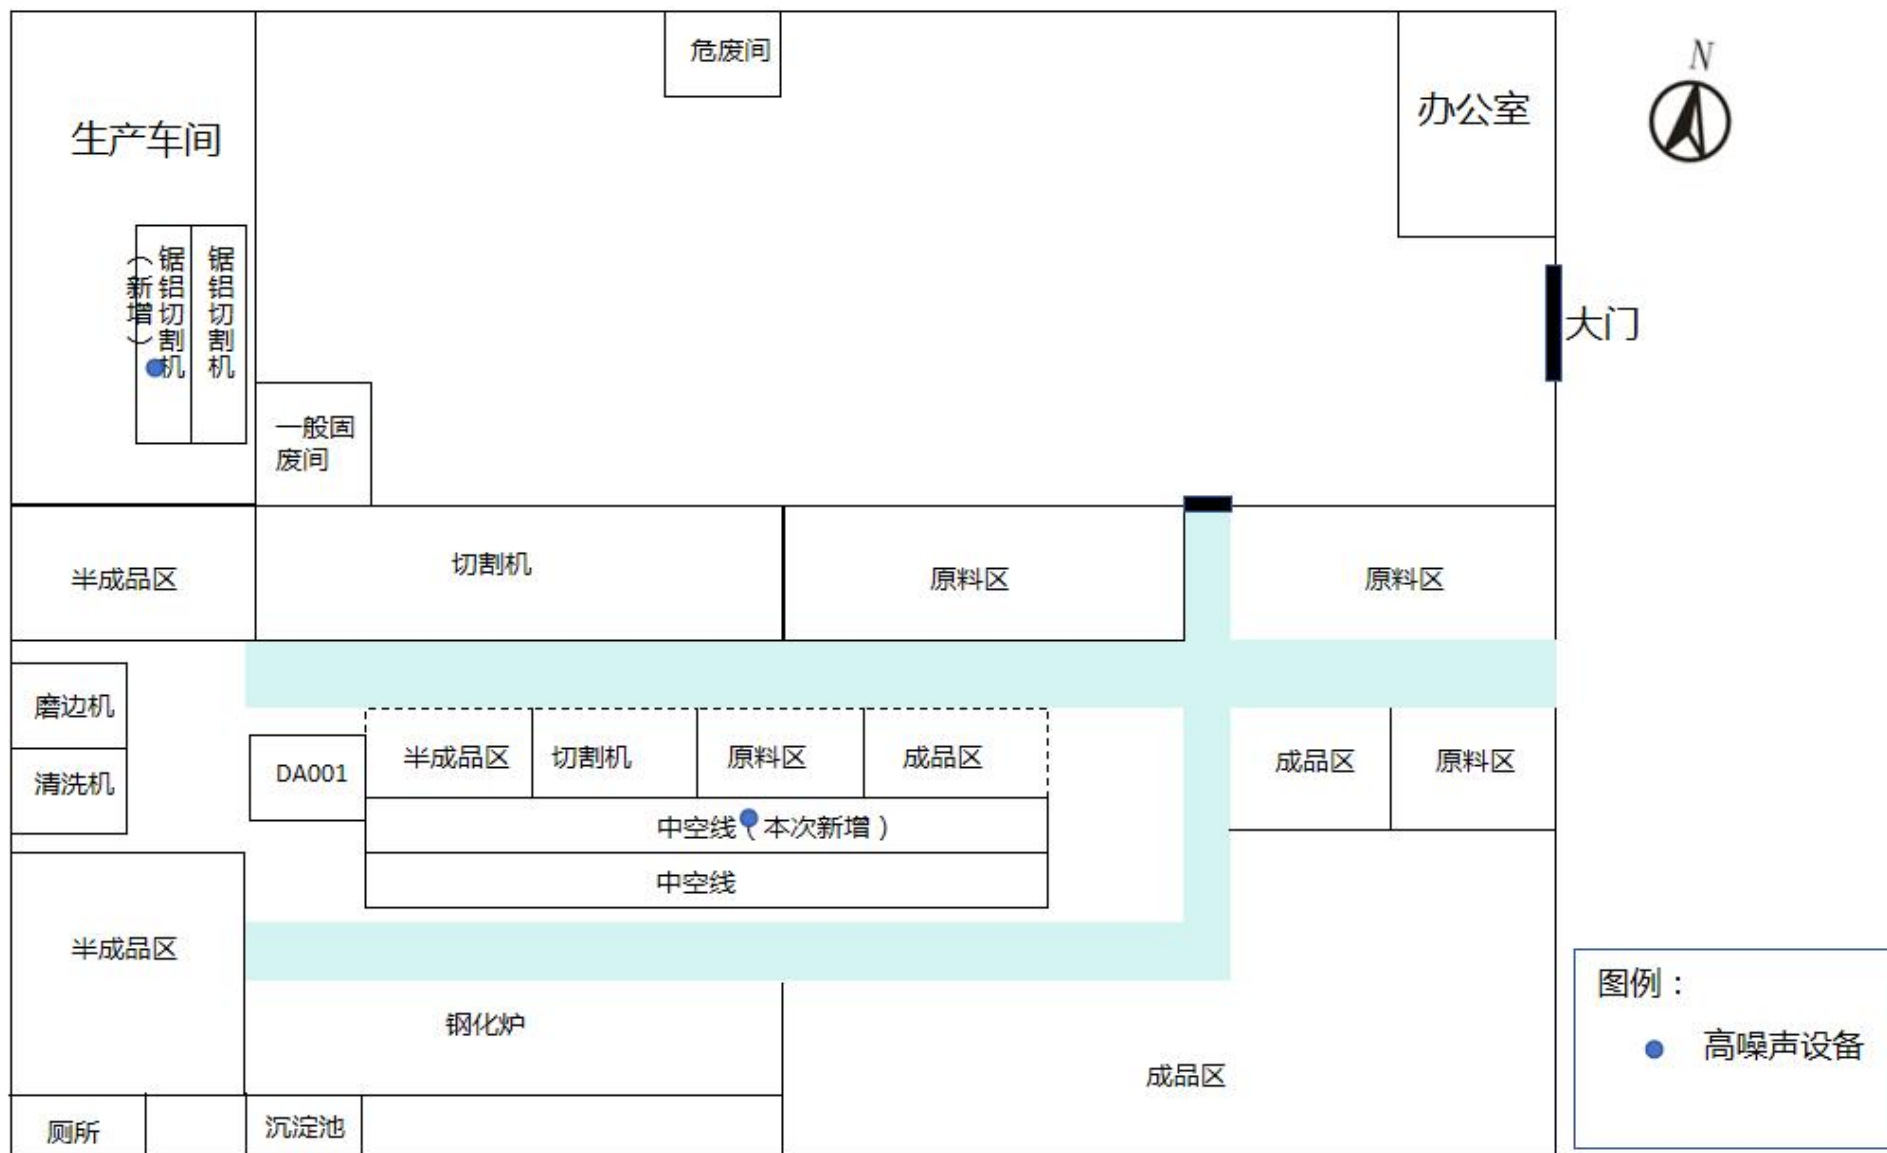 危废间
N
办公室
生产车间
锯铝切割机
（新增）
锯铝切割机
大门
一般固
废间
半成品区
切割机
原料区
原料区
磨边机
清洗机
DA001
半成品区
切割机
原料区
成品区
成品区
原料区
中空线（本次新增）
中空线
半成品区
钢化炉
成品区
厕所
沉淀池
图例：
高噪声设备